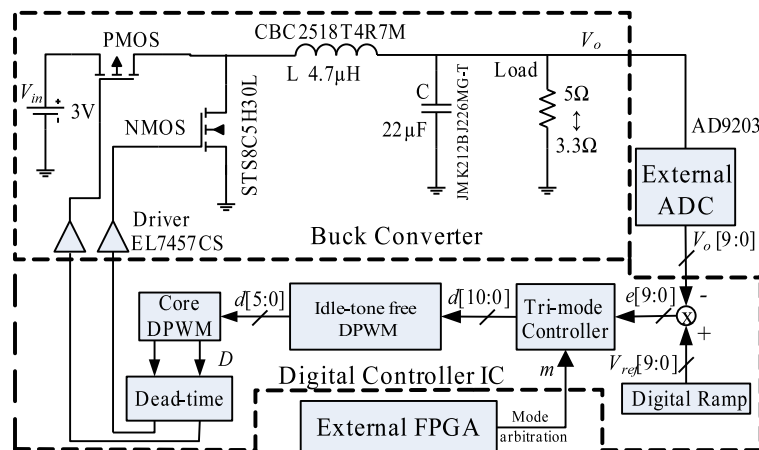 PMOS
CBC2518T4R7M
V_in
3V
L 4.7μH
V_o
NMOS
STS8C5H30L
C
22μF
JMK212BJ226MG-T
Load
5Ω
↕
3.3Ω
AD9203
External
ADC
Driver
EL7457CS
Buck Converter
V_o[9:0]
Core
DPWM
d[5:0]
Idle-tone free
DPWM
d[10:0]
Tri-mode
Controller
e[9:0]
-
X
+
D
Dead-time
Digital Controller IC
m
V_ref[9:0]
Digital Ramp
External FPGA
Mode
arbitration